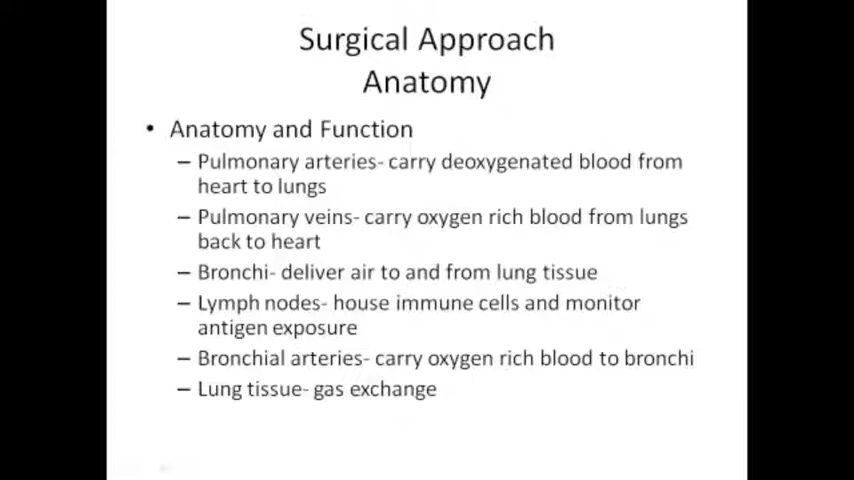 Surgical Approach
Anatomy
• Anatomy and Function
– Pulmonary arteries- carry deoxygenated blood from
heart to lungs
– Pulmonary veins- carry oxygen rich blood from lungs
back to heart
– Bronchi- deliver air to and from lung tissue
– Lymph nodes- house immune cells and monitor
antigen exposure
– Bronchial arteries- carry oxygen rich blood to bronchi
– Lung tissue- gas exchange